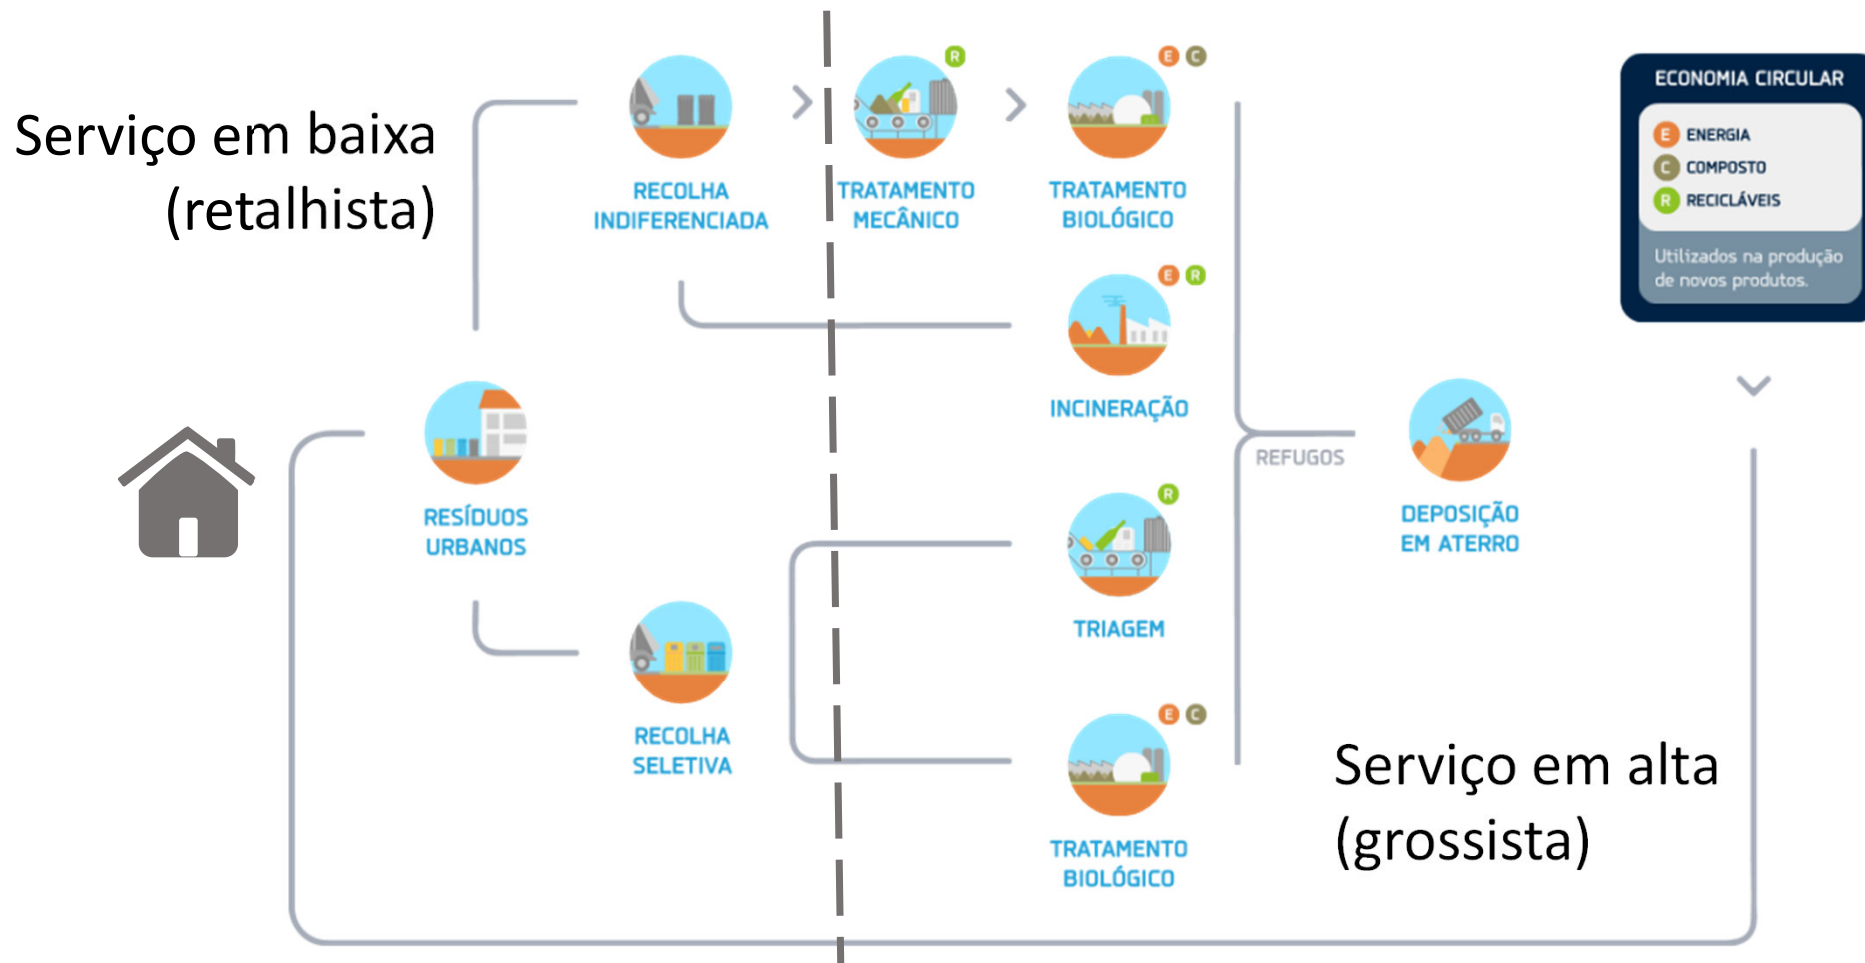 Serviço em baixa
(retalhista)
RECOLHA
INDIFERENCIADA
R
TRATAMENTO
MECÂNICO
E C
TRATAMENTO
BIOLÓGICO
ECONOMIA CIRCULAR
E ENERGIA
C COMPOSTO
R RECICLÁVEIS
Utilizados na produção
de novos produtos.
E R
INCINERAÇÃO
RESÍDUOS
URBANOS
REFUGOS
DEPOSIÇÃO
EM ATERRO
R
TRIAGEM
RECOLHA
SELETIVA
E C
TRATAMENTO
BIOLÓGICO
Serviço em alta
(grossista)